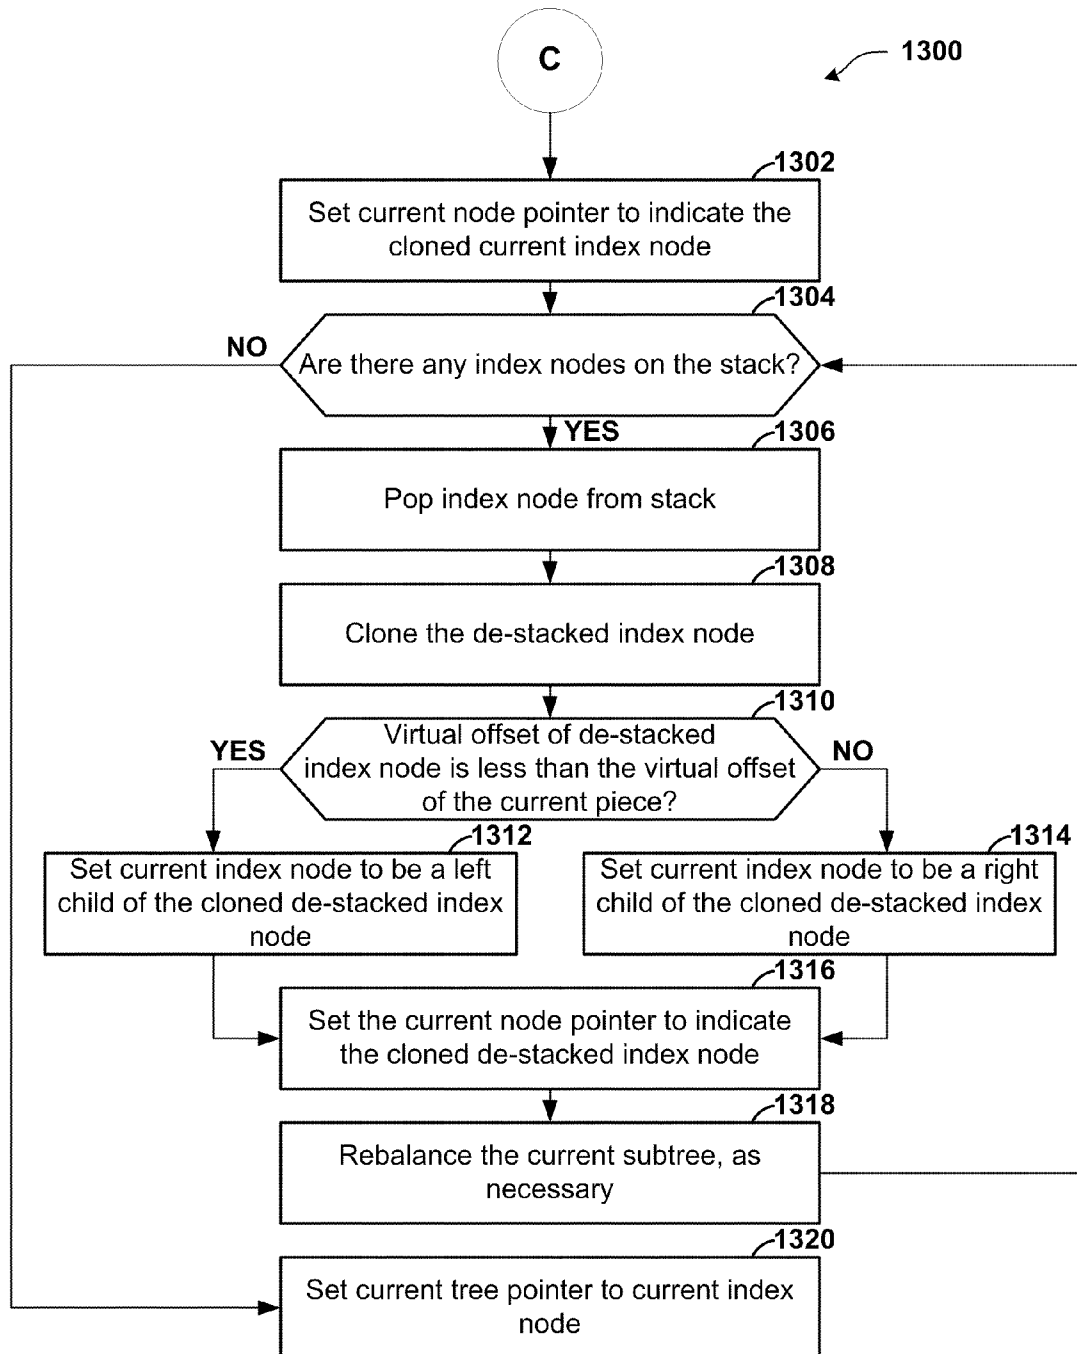 C
1300
1302
Set current node pointer to indicate the
cloned current index node
1304
NO
Are there any index nodes on the stack?
YES
1306
Pop index node from stack
1308
Clone the de-stacked index node
1310
YES
Virtual offset of de-stacked
index node is less than the virtual offset
of the current piece?
NO
1312
Set current index node to be a left
child of the cloned de-stacked index
node
1314
Set current index node to be a right
child of the cloned de-stacked index
node
1316
Set the current node pointer to indicate
the cloned de-stacked index node
1318
Rebalance the current subtree, as
necessary
1320
Set current tree pointer to current index
node